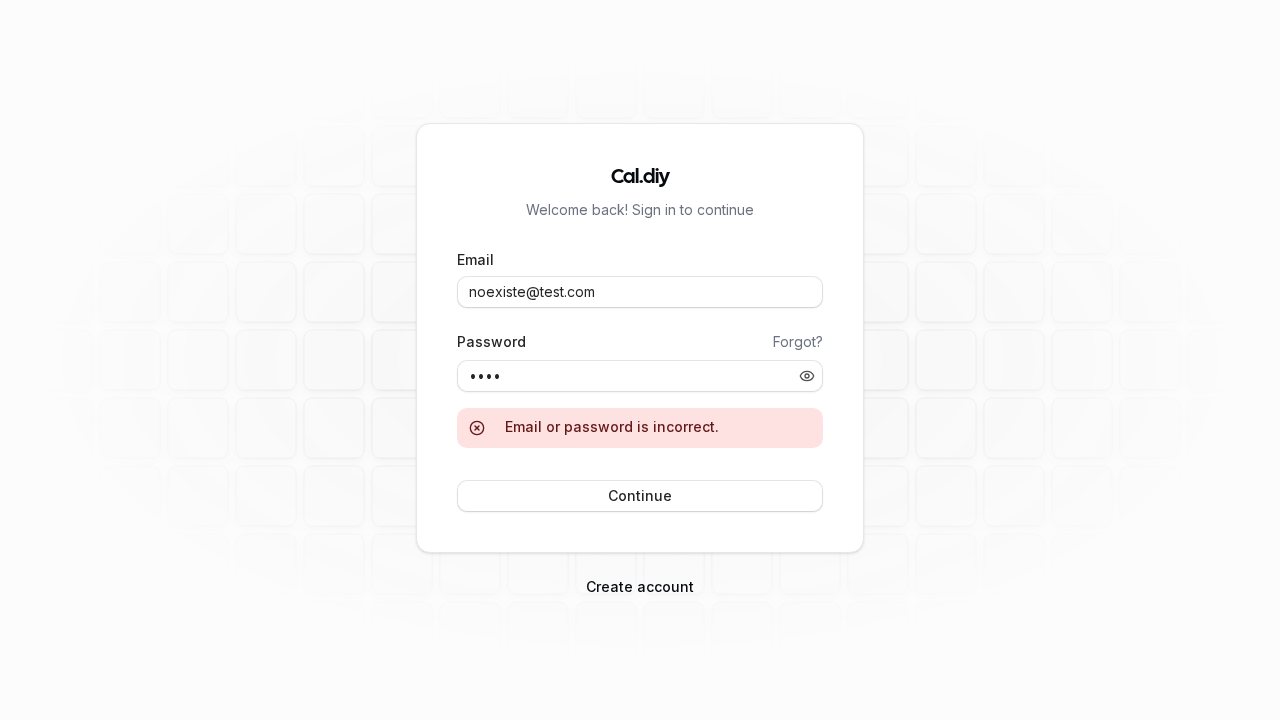 Cal.diy
Welcome back! Sign in to continue
Email
noexiste@test.com
Password Forgot?
••••
Email or password is incorrect.
Continue
Create account